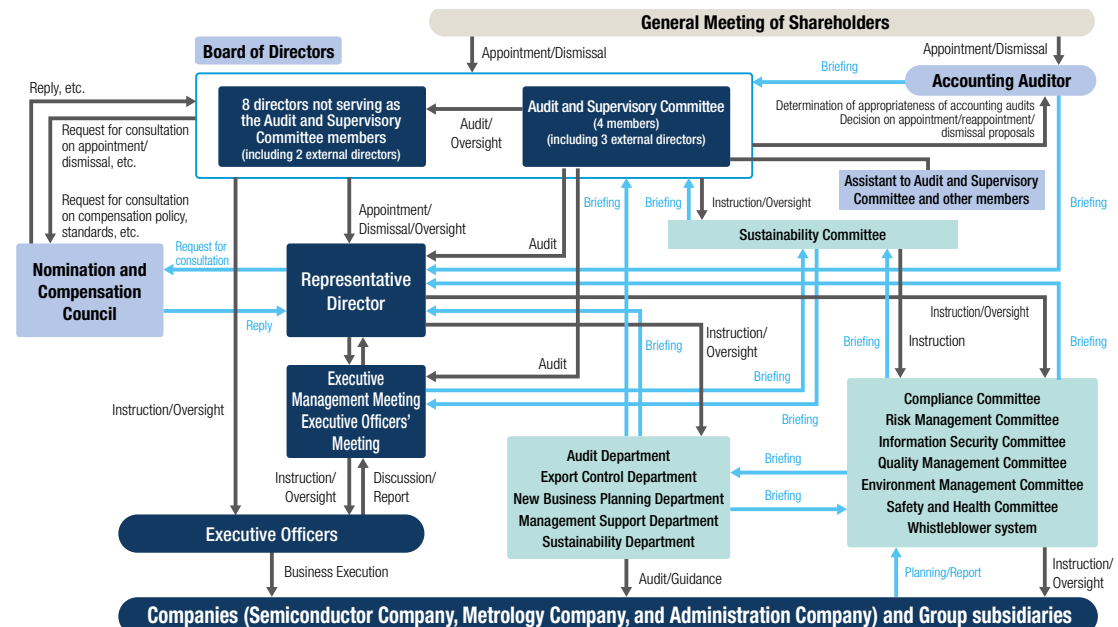 General Meeting of Shareholders
Board of Directors
Appointment/Dismissal
Appointment/Dismissal
Briefing
Accounting Auditor
Reply, etc.
8 directors not serving as
the Audit and Supervisory
Committee members
(including 2 external directors)
Audit/
Oversight
Audit and Supervisory Committee
(4 members)
(including 3 external directors)
Determination of appropriateness of accounting audits
Decision on appointment/reappointment/
dismissal proposals
Request for consultation
on appointment/
dismissal, etc.
Assistant to Audit and Supervisory
Committee and other members
Request for consultation
on compensation policy,
standards, etc.
Appointment/
Dismissal/Oversight
Briefing
Briefing
Instruction/Oversight
Briefing
Sustainability Committee
Audit
Request for
consultation
Nomination and
Compensation
Council
Representative
Director
Reply
Instruction/Oversight
Instruction/
Oversight
Briefing
Briefing
Instruction
Briefing
Audit
Executive
Management Meeting
Executive Officers'
Meeting
Briefing
Briefing
Instruction/Oversight
Compliance Committee
Risk Management Committee
Information Security Committee
Quality Management Committee
Environment Management Committee
Safety and Health Committee
Whistleblower system
Audit Department
Export Control Department
New Business Planning Department
Management Support Department
Sustainability Department
Briefing
Briefing
Instruction/
Oversight
Discussion/
Report
Executive Officers
Business Execution
Audit/Guidance
Planning/Report
Instruction/
Oversight
Companies (Semiconductor Company, Metrology Company, and Administration Company) and Group subsidiaries